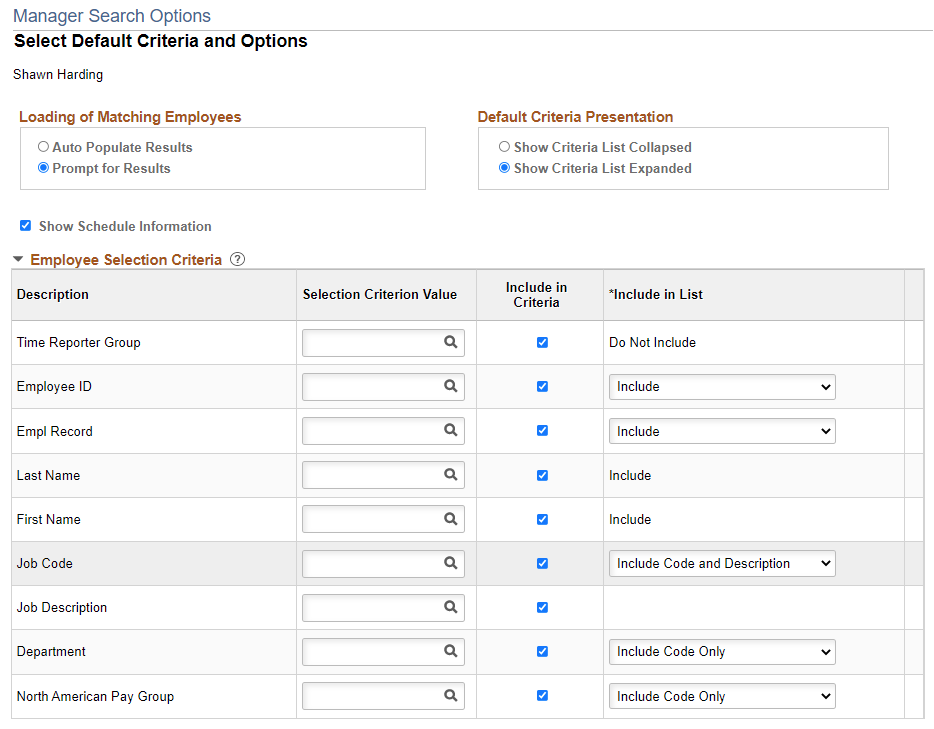 Manager Search Options
Select Default Criteria and Options
Shawn Harding
Loading of Matching Employees
Auto Populate Results
Prompt for Results
Default Criteria Presentation
Show Criteria List Collapsed
Show Criteria List Expanded
Show Schedule Information
Employee Selection Criteria ?
Description Selection Criterion Value Include in Criteria *Include in List
Time Reporter Group Do Not Include
Employee ID Include
Empl Record Include
Last Name Include
First Name Include
Job Code Include Code and Description
Job Description
Department Include Code Only
North American Pay Group Include Code Only